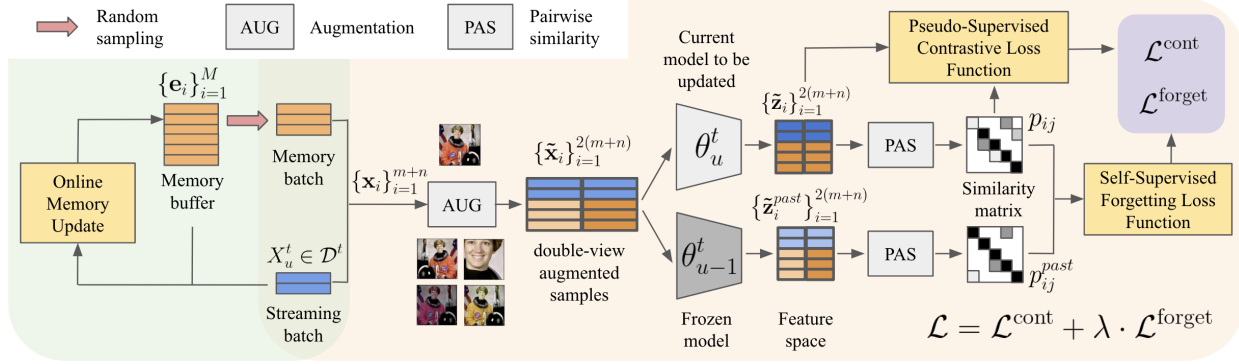 Random
sampling
AUG
Augmentation
PAS
Pairwise
similarity
{e_i}_{i=1}^{M}
Online
Memory
Update
Memory
buffer
Memory
batch
X_u^t ∈ D^t
Streaming
batch
{x_i}_{i=1}^{m+n}
AUG
{x̃_i}_{i=1}^{2(m+n)}
double-view
augmented
samples
Current
model to be
updated
θ_u^t
θ_{u-1}^t
Frozen
model
{z̃_i}_{i=1}^{2(m+n)}
{z̃_i^{past}}_{i=1}^{2(m+n)}
Feature
space
PAS
PAS
p_{ij}
Similarity
matrix
p_{ij}^{past}
Pseudo-Supervised
Contrastive Loss
Function
L^{cont}
L^{forget}
Self-Supervised
Forgetting Loss
Function
L = L^{cont} + λ · L^{forget}